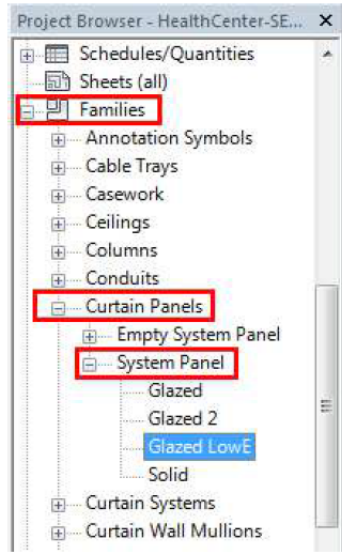 Project Browser - HealthCenter-SE...
Schedules/Quantities
Sheets (all)
Families
Annotation Symbols
Cable Trays
Casework
Ceilings
Columns
Conduits
Curtain Panels
Empty System Panel
System Panel
Glazed
Glazed 2
Glazed LowE
Solid
Curtain Systems
Curtain Wall Mullions